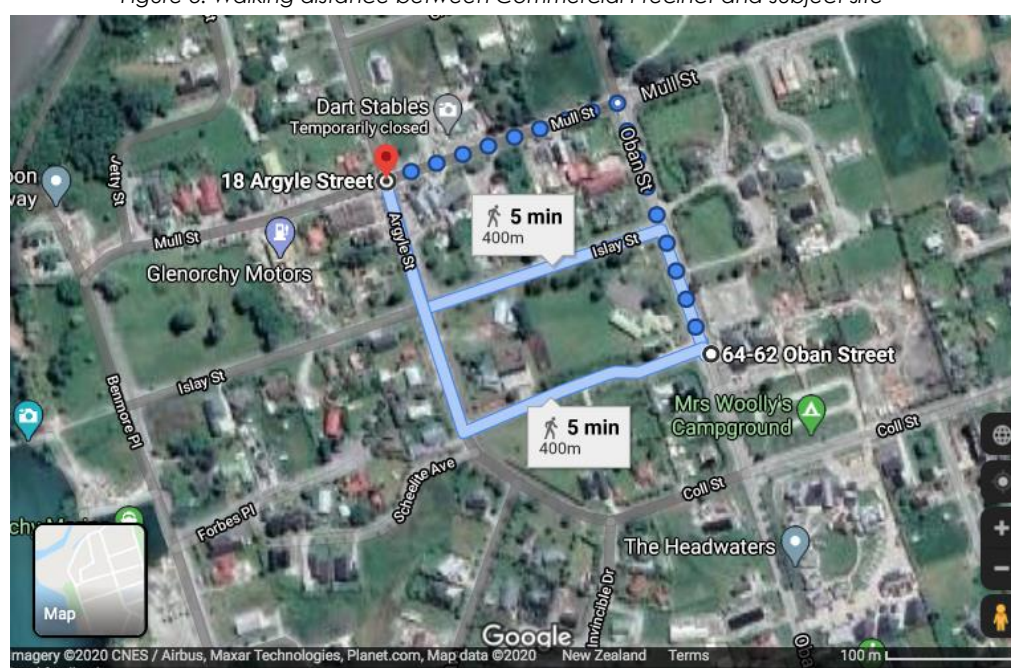 Figure 6. Walking distance between Commercial Precinct and subject site
Mull St
Dart Stables
Temporarily closed
Mull St
Oban St
18 Argyle Street
Jetty St
5 min
400m
Argyle St
Islay St
Mull St
Glenorchy Motors
64-62 Oban Street
Islay St
Benmore Pl
Mrs Woolly's
Campground
Coll St
5 min
400m
Scheelite Ave
Coll St
Forbes Pl
The Headwaters
Invincible Dr
Map
Google
Imagery ©2020 CNES / Airbus, Maxar Technologies, Planet.com, Map data ©2020 New Zealand Terms 100 m